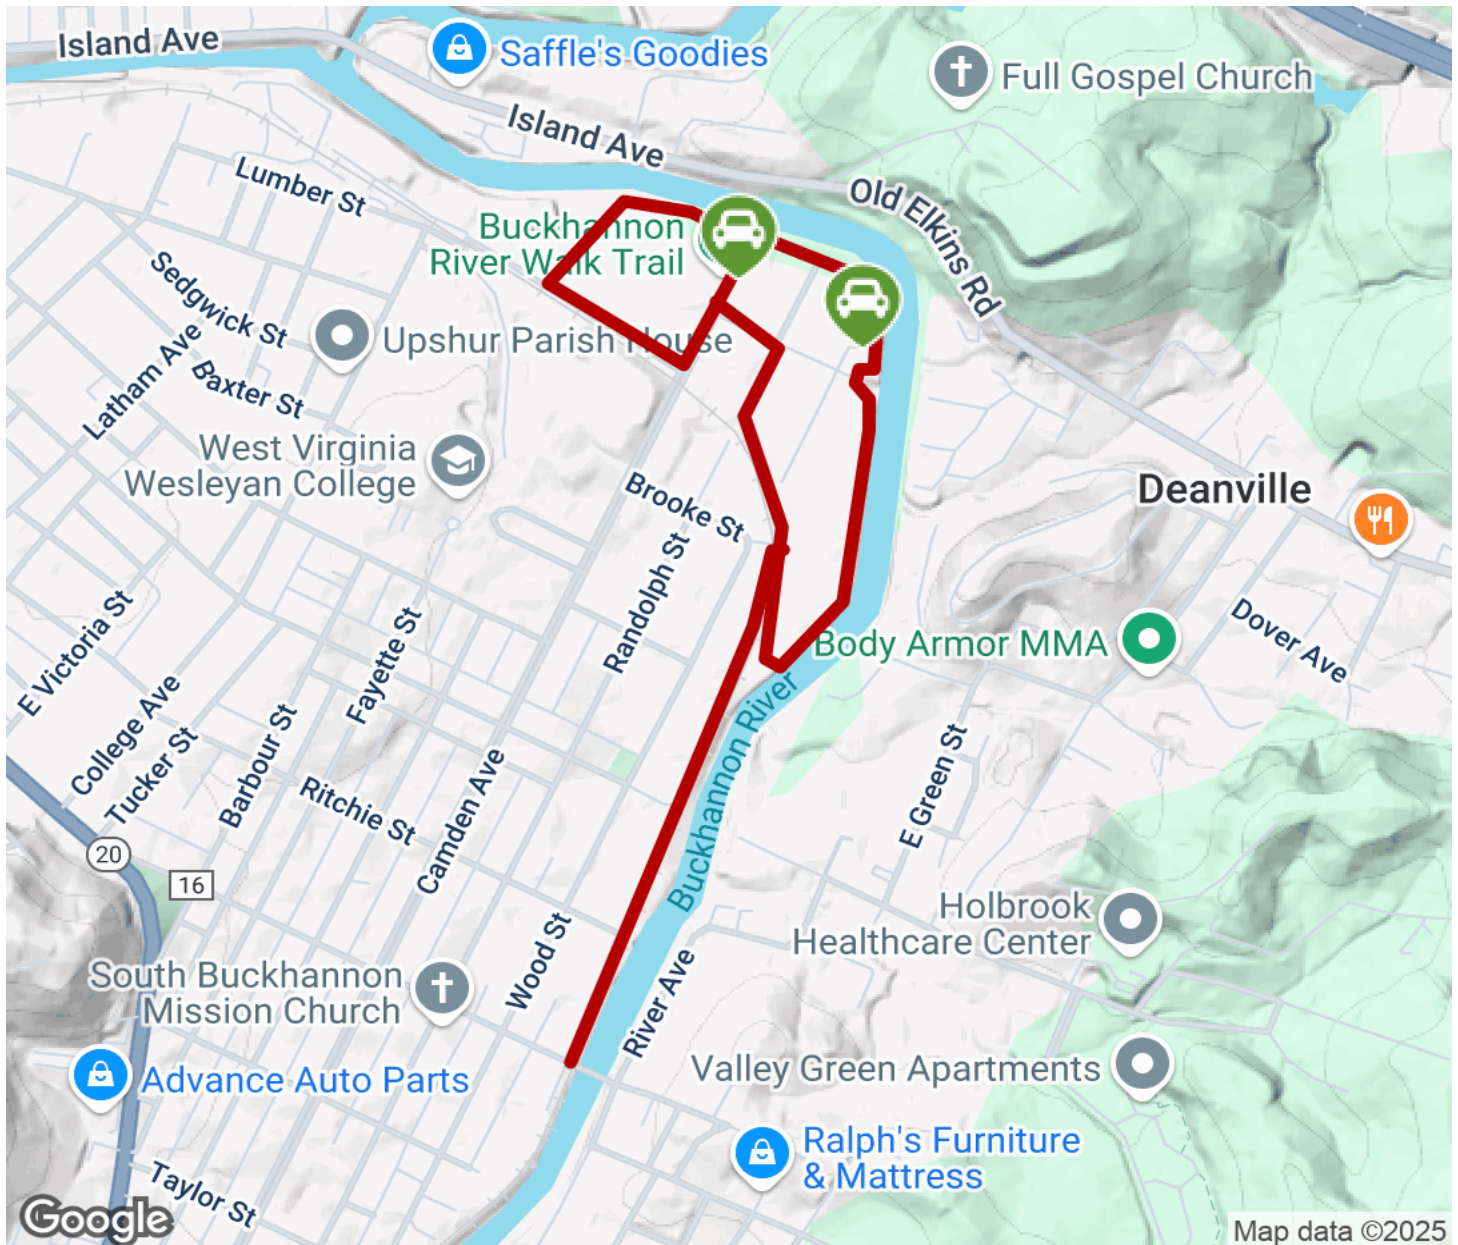 Island Ave
Saffle's Goodies
Full Gospel Church
Island Ave
Lumber St
Old Elkins Rd
Buckhannon
River Walk Trail
Sedgwick St
Upshur Parish House
Latham Ave
Baxter St
West Virginia
Wesleyan College
Brooke St
Deanville
Randolph St
E Victoria St
Fayette St
Body Armor MMA
Dover Ave
College Ave
Tucker St
Barbour St
Buckhannon River
E Green St
Ritchie St
Camden Ave
20
16
Holbrook
Healthcare Center
South Buckhannon
Mission Church
Wood St
River Ave
Valley Green Apartments
Advance Auto Parts
Ralph's Furniture
& Mattress
Taylor St
Google
Map data ©2025